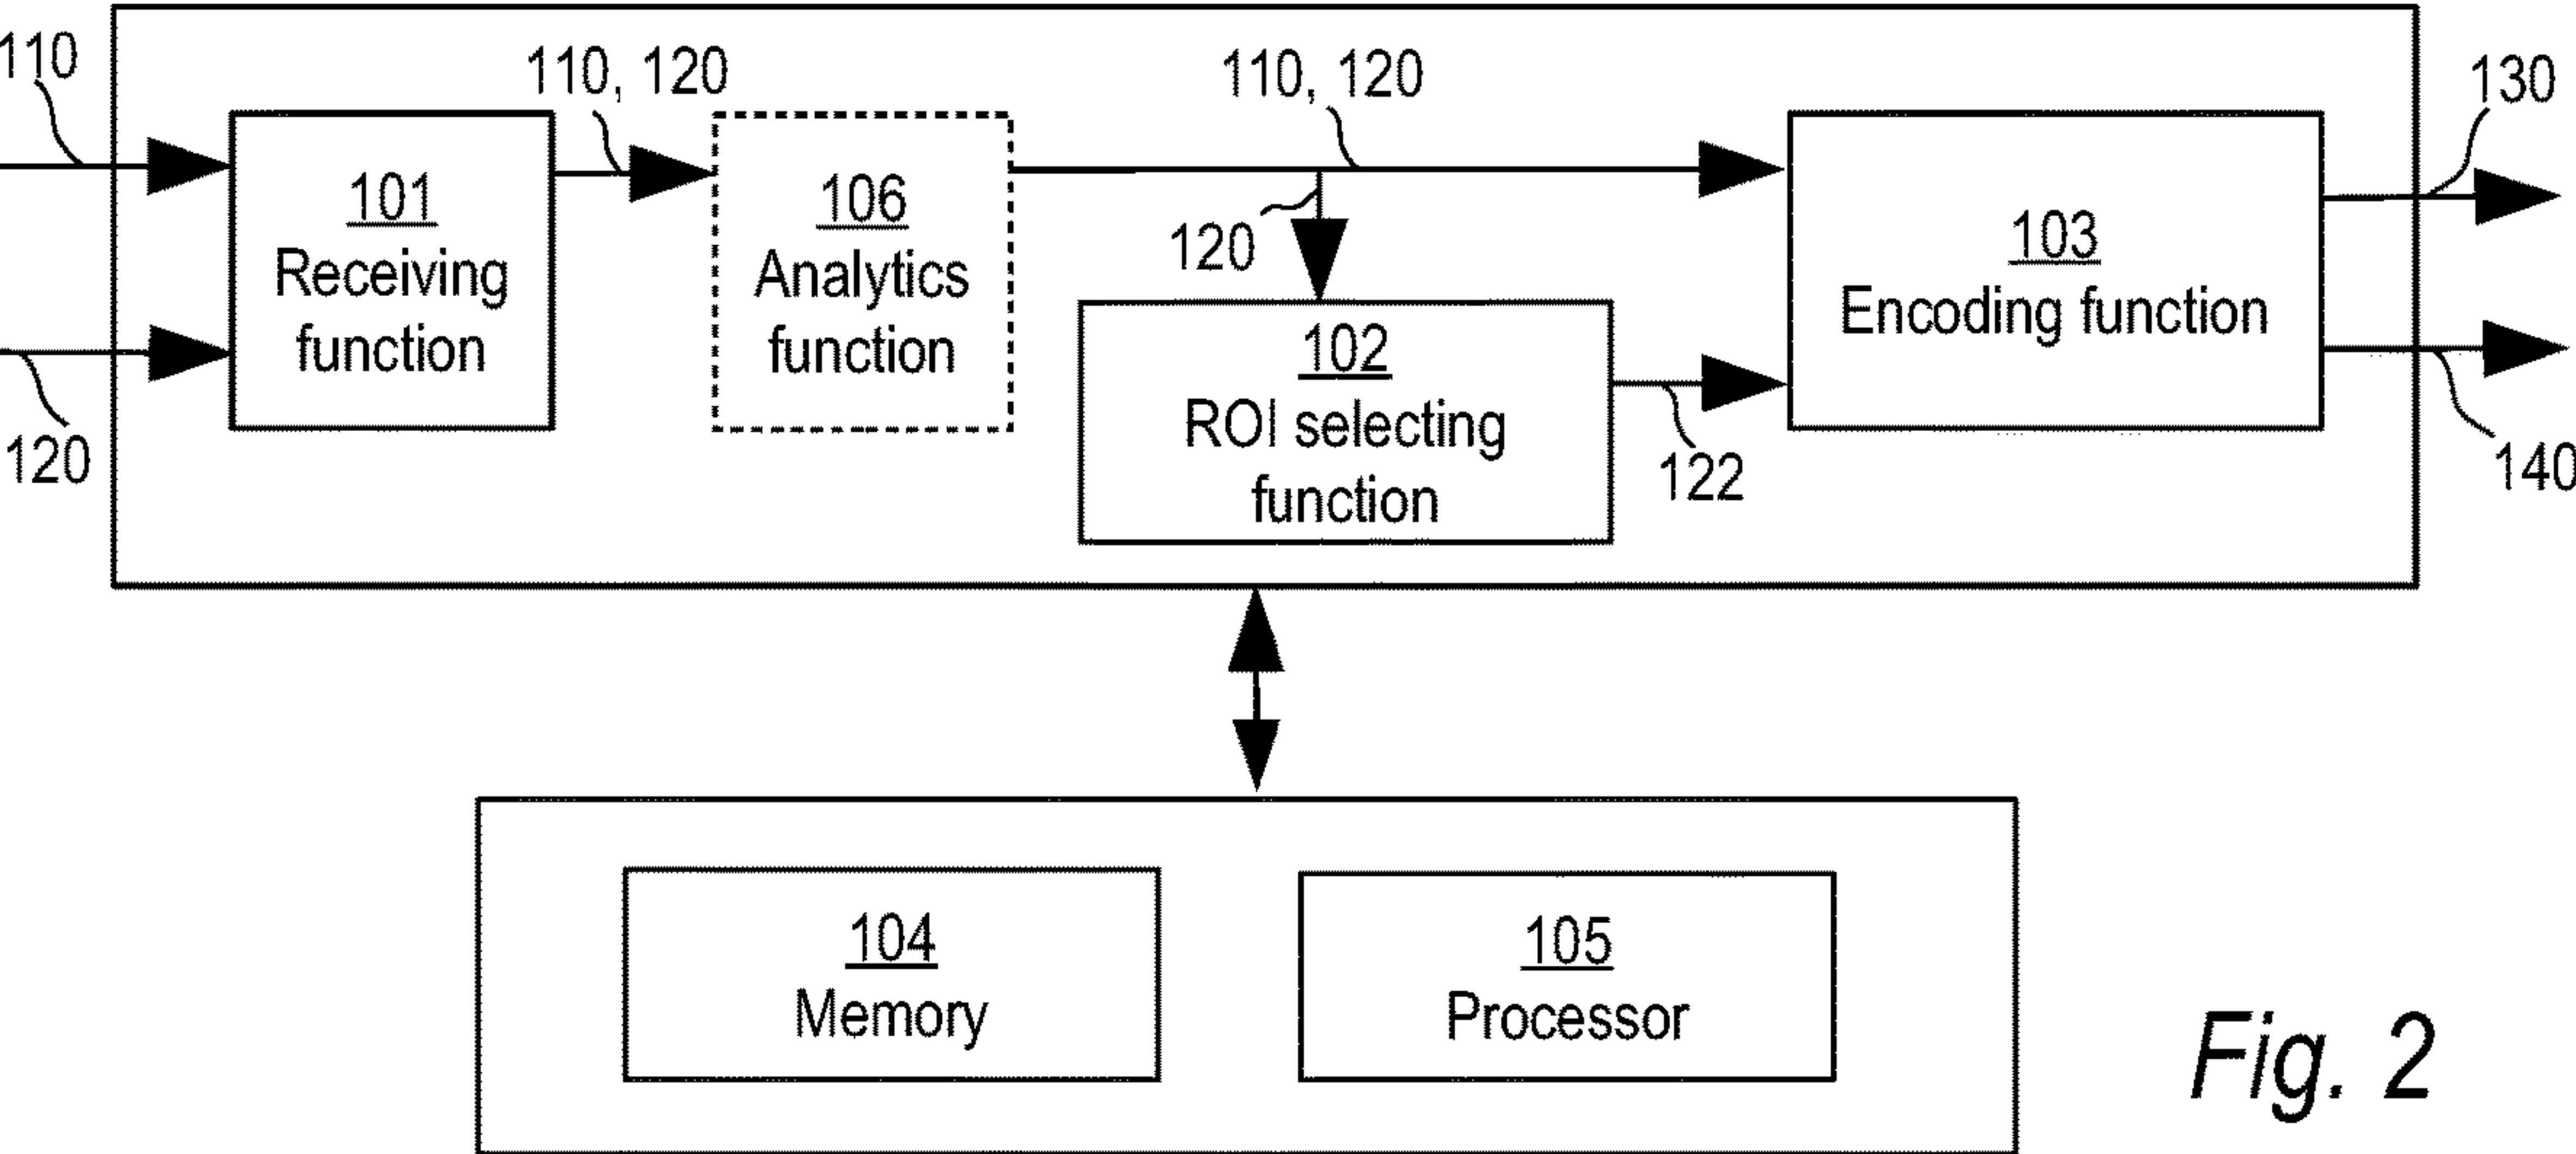 110
110, 120
110, 120
130
101
Receiving
function
106
Analytics
function
120
103
Encoding function
102
ROI selecting
function
120
122
140
104
Memory
105
Processor
Fig. 2